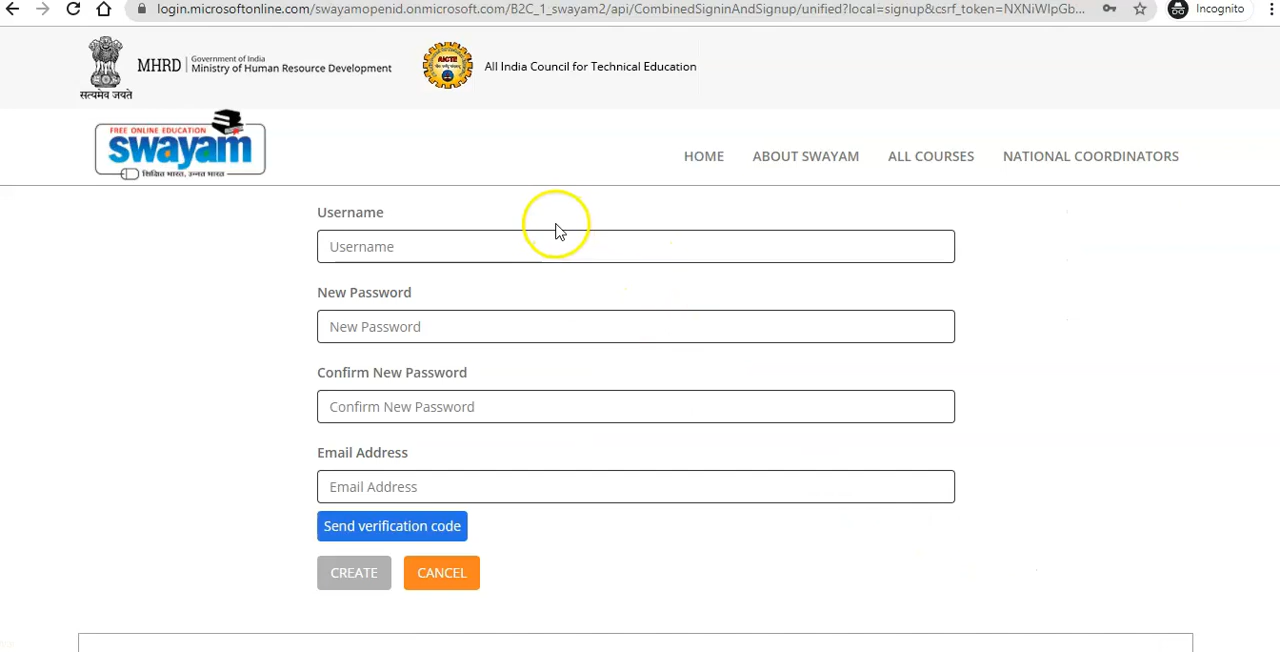 login.microsoftonline.com/swayamopenid.onmicrosoft.com/B2C_1_swayam2/api/CombinedSigninAndSignup/unified?local=signup&csrf_token=NXNiWlpGb...
Incognito
सत्यमेव जयते
MHRD
Government of India
Ministry of Human Resource Development
AICTE
All India Council for Technical Education
FREE ONLINE EDUCATION
swayam
शिक्षित भारत, उन्नत भारत
HOME
ABOUT SWAYAM
ALL COURSES
NATIONAL COORDINATORS
Username
Username
New Password
New Password
Confirm New Password
Confirm New Password
Email Address
Email Address
Send verification code
CREATE
CANCEL